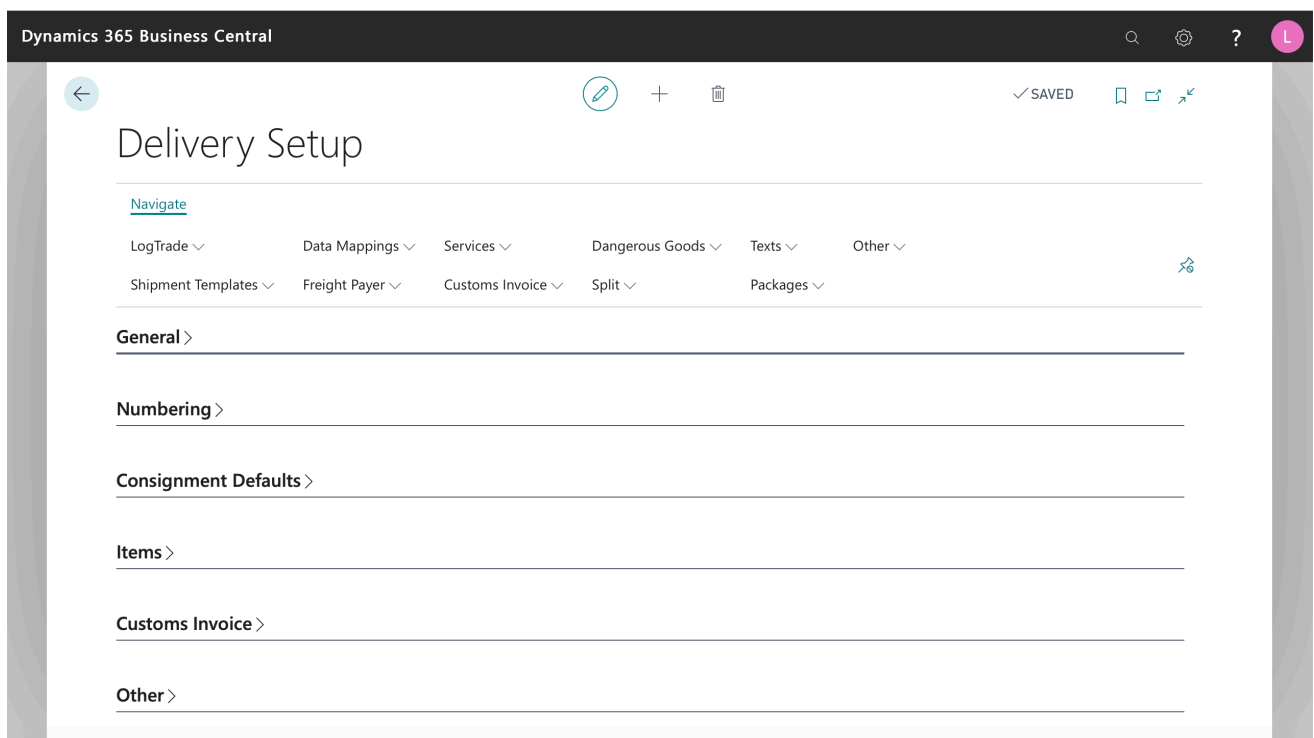 Dynamics 365 Business Central
?
L
SAVED
Delivery Setup
Navigate
LogTrade Data Mappings Services Dangerous Goods Texts Other
Shipment Templates Freight Payer Customs Invoice Split Packages
General
Numbering
Consignment Defaults
Items
Customs Invoice
Other